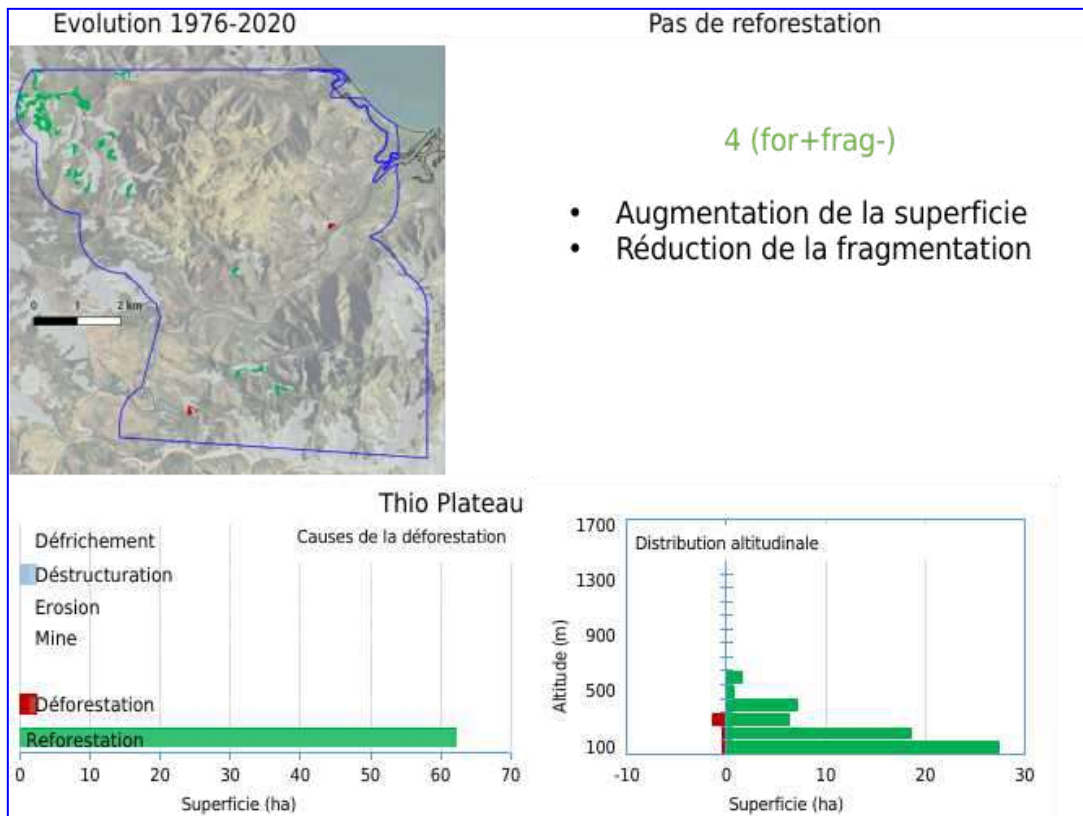 Evolution 1976-2020
Pas de reforestation
4 (for+frag-)
• Augmentation de la superficie
• Réduction de la fragmentation
0 1 2 km
Thio Plateau
Causes de la déforestation
Défrichement
Déstructuration
Erosion
Mine
Déforestation
Reforestation
0 10 20 30 40 50 60 70
Superficie (ha)
Distribution altitudinale
Altitude (m)
1700
1300
900
500
100
-10 0 10 20 30
Superficie (ha)